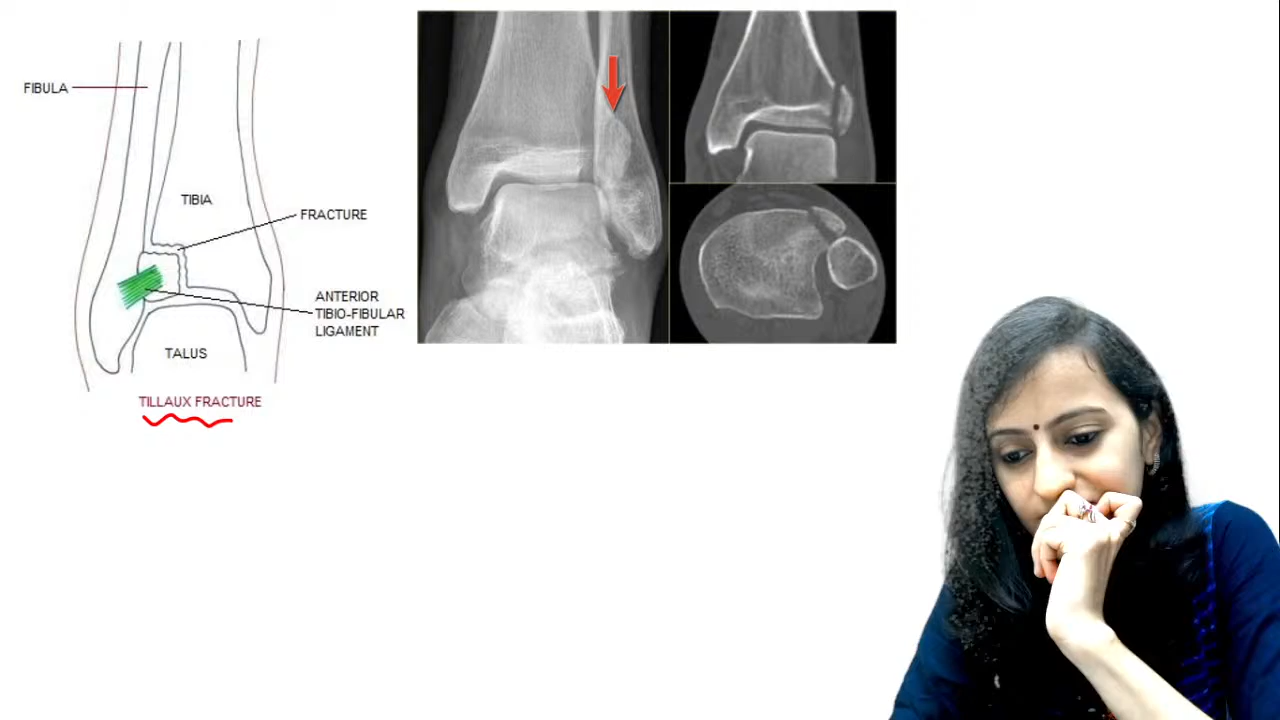 FIBULA
TIBIA
FRACTURE
ANTERIOR
TIBIO-FIBULAR
LIGAMENT
TALUS
TILLAUX FRACTURE